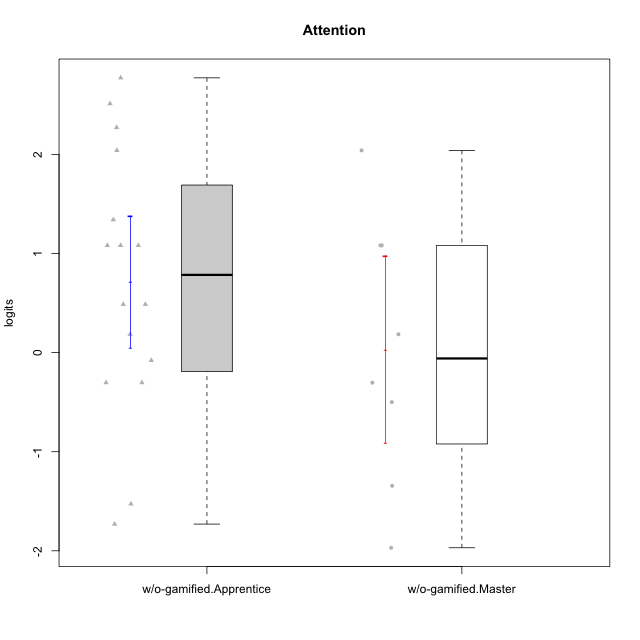 Attention
logits
2
1
0
-1
-2
w/o-gamified.Apprentice
w/o-gamified.Master